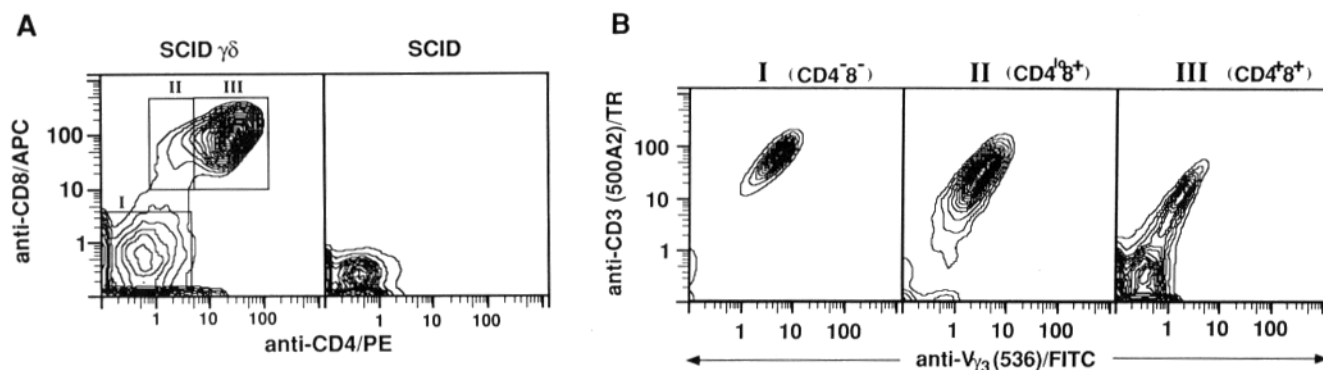 A
SCID γδ
SCID
II III
I
anti-CD8/APC
100
10
1
1 10 100
1 10 100
anti-CD4/PE
B
I (CD4⁻8⁻)
II (CD4ˡᵒ8⁺)
III (CD4⁺8⁺)
anti-CD3 (500A2)/TR
100
10
1
1 10 100
1 10 100
1 10 100
anti-Vγ₃(536)/FITC